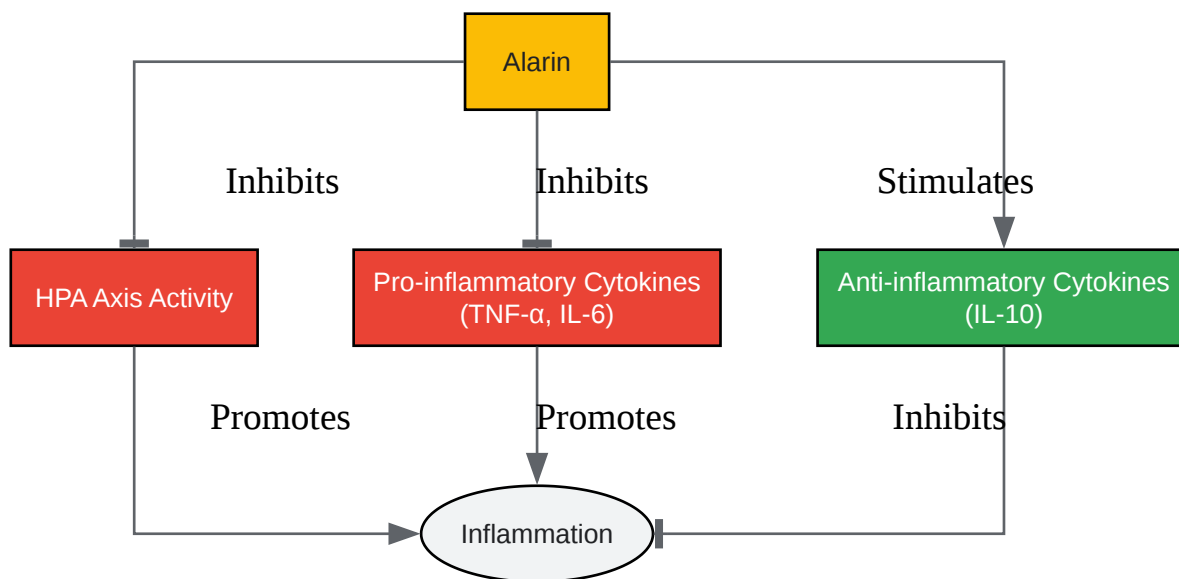 Alarin
Inhibits
Inhibits
Stimulates
HPA Axis Activity
Pro-inflammatory Cytokines
(TNF-α, IL-6)
Anti-inflammatory Cytokines
(IL-10)
Promotes
Promotes
Inhibits
Inflammation